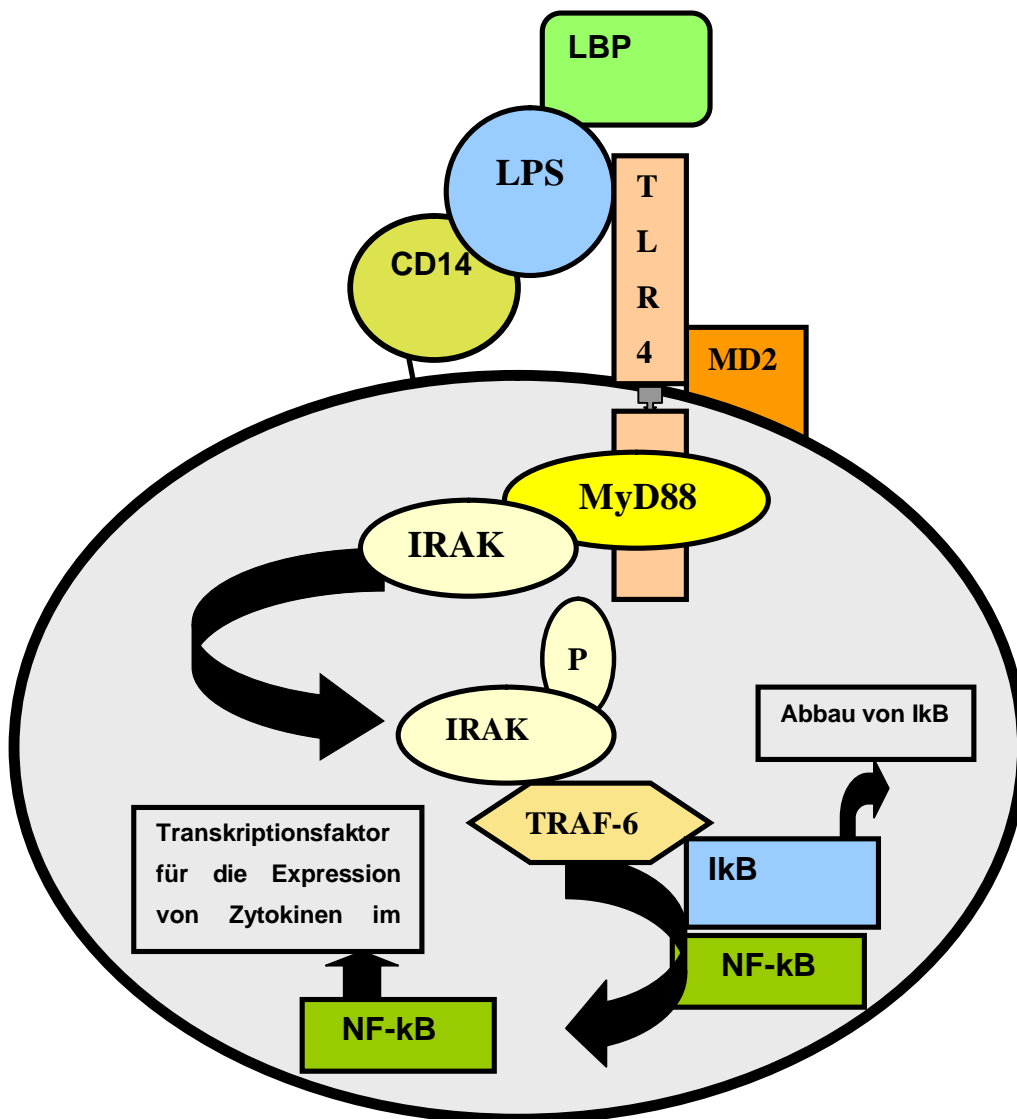 LBP
LPS
T
L
R
4
CD14
MD2
MyD88
IRAK
P
IRAK
Abbau von IkB
TRAF-6
Transkriptionsfaktor
für die Expression
von Zytokinen im
IkB
NF-kB
NF-kB